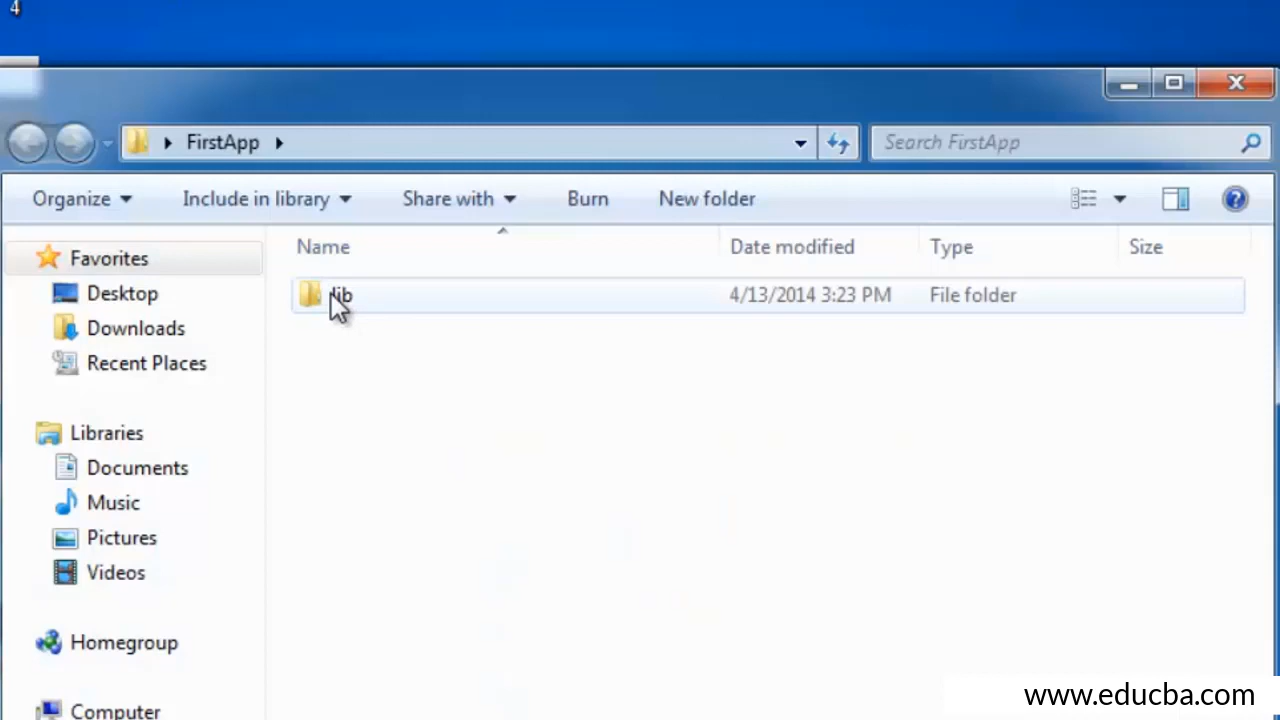 4
FirstApp
Search FirstApp
Organize Include in library Share with Burn New folder
Name Date modified Type Size
Favorites
Desktop
Downloads
Recent Places
Libraries
Documents
Music
Pictures
Videos
Homegroup
Computer
lib 4/13/2014 3:23 PM File folder
www.educba.com